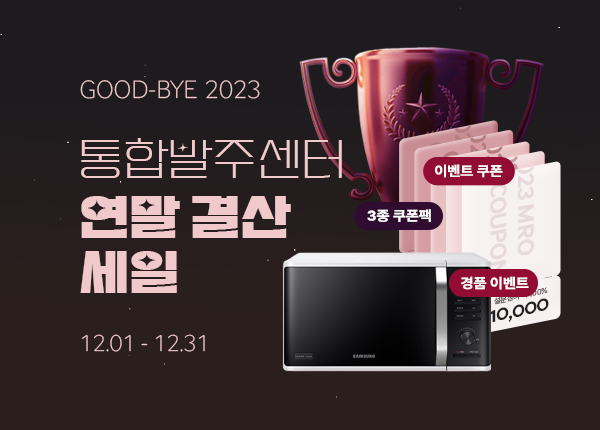 GOOD-BYE 2023
통합발주센터
연말 결산
세일
12.01 - 12.31
이벤트 쿠폰
3종 쿠폰팩
경품 이벤트
2023 MRO
COUPON
10,000
SAMSUNG